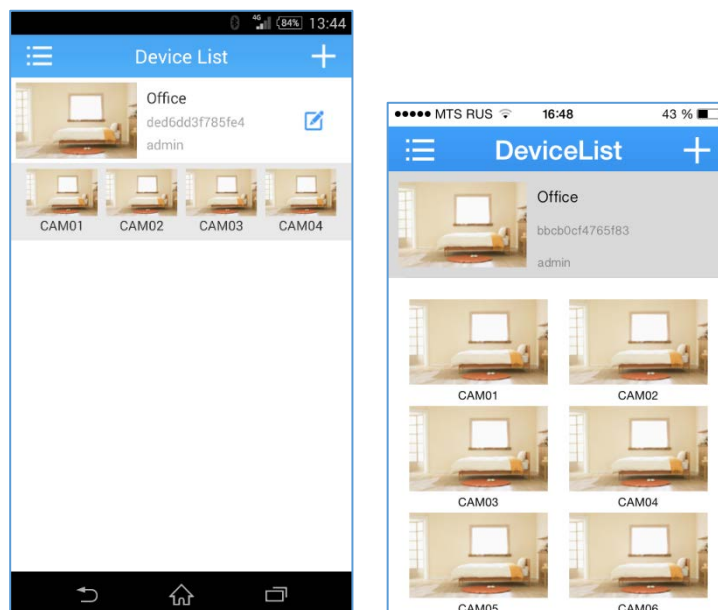 4G 84% 13:44
Device List
Office
ded6dd3f785fe4
admin
CAM01 CAM02 CAM03 CAM04
MTS RUS 16:48 43 %
DeviceList
Office
bbcb0cf4765f83
admin
CAM01 CAM02
CAM03 CAM04
CAM05 CAM06